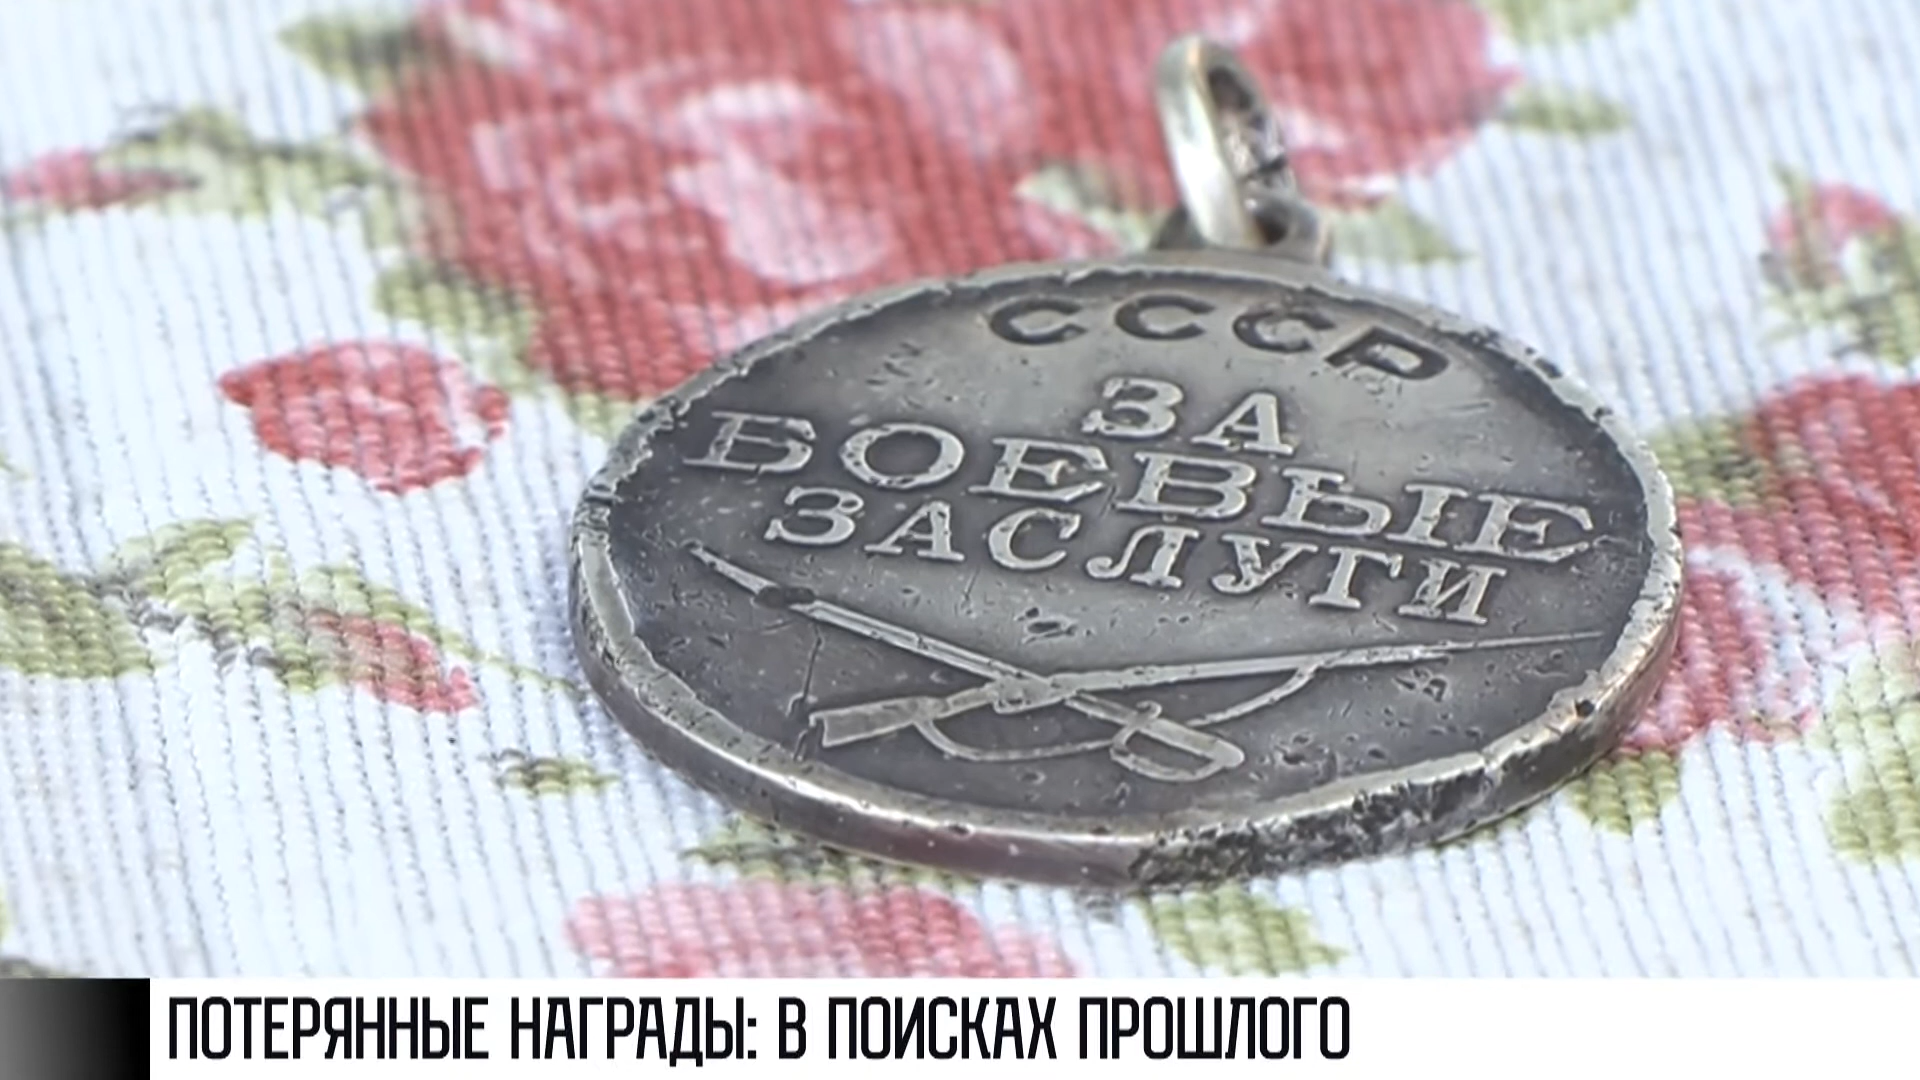 СССР
ЗА
БОЕВЫЕ
ЗАСЛУГИ
ПОТЕРЯННЫЕ НАГРАДЫ: В ПОИСКАХ ПРОШЛОГО